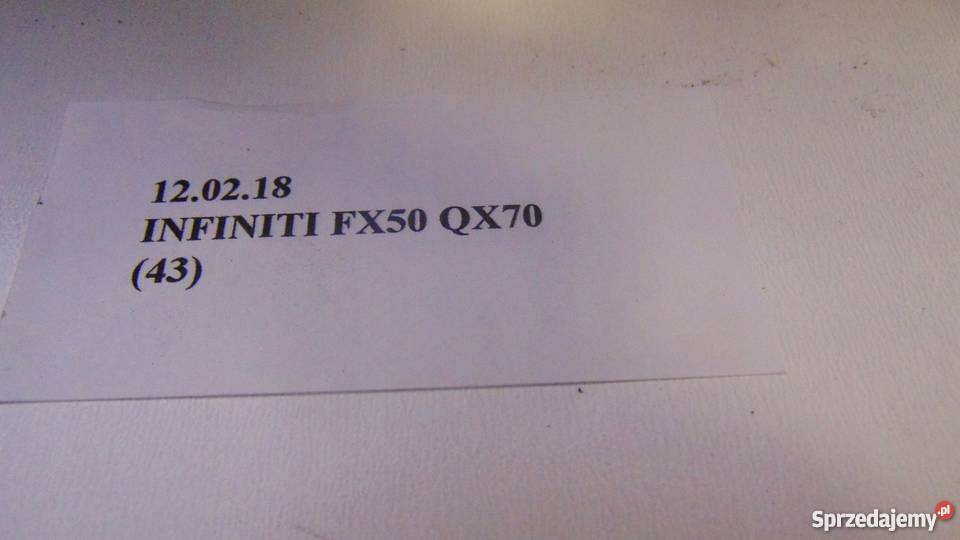 12.02.18
INFINITI FX50 QX70
(43)
Sprzedajemy.pl